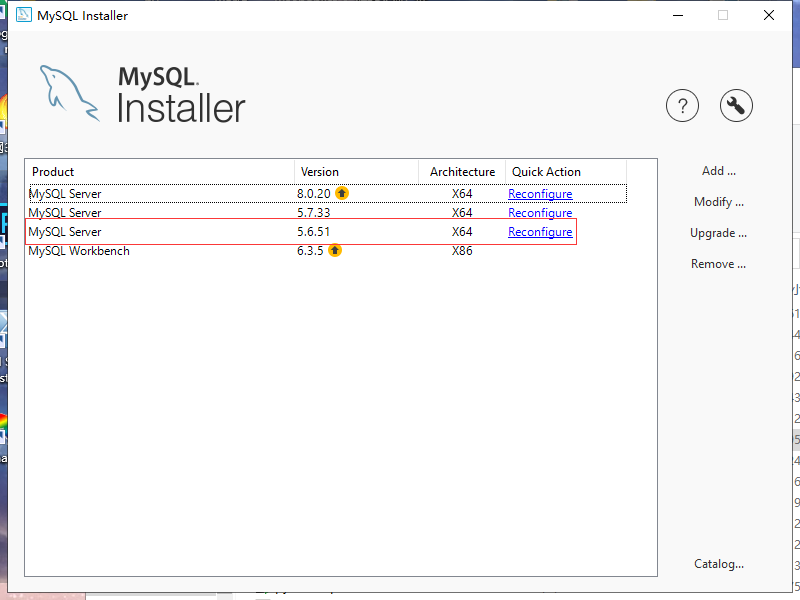 MySQL Installer
MySQL.
Installer
?
Product Version Architecture Quick Action
MySQL Server 8.0.20 X64 Reconfigure
MySQL Server 5.7.33 X64 Reconfigure
MySQL Server 5.6.51 X64 Reconfigure
MySQL Workbench 6.3.5 X86
Add ...
Modify ...
Upgrade ...
Remove ...
Catalog...